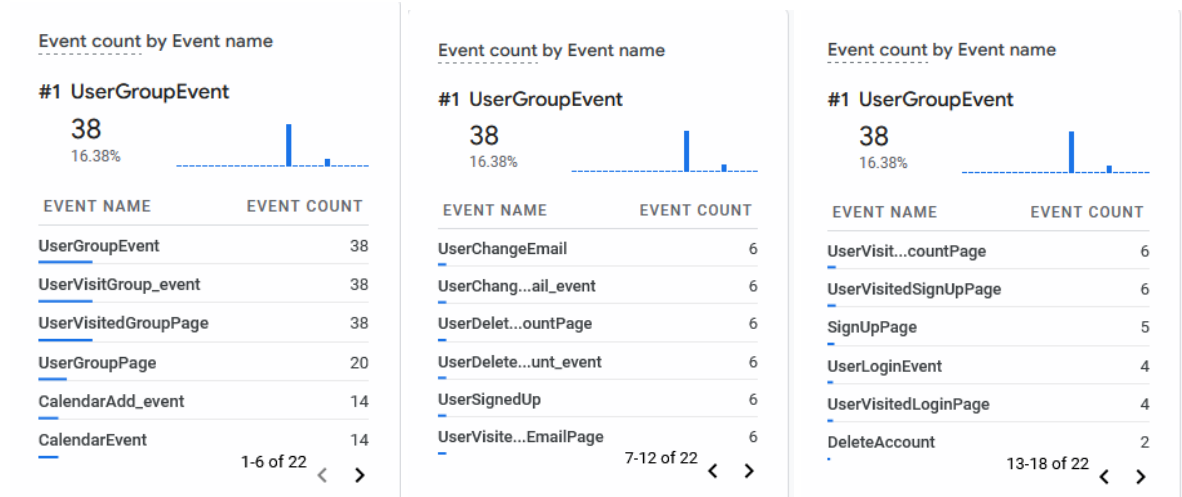 Event count by Event name
#1 UserGroupEvent
38
16.38%
EVENT NAME EVENT COUNT
UserGroupEvent 38
UserVisitGroup_event 38
UserVisitedGroupPage 38
UserGroupPage 20
CalendarAdd_event 14
CalendarEvent 14
1-6 of 22
Event count by Event name
#1 UserGroupEvent
38
16.38%
EVENT NAME EVENT COUNT
UserChangeEmail 6
UserChang...ail_event 6
UserDelet...ountPage 6
UserDelete...unt_event 6
UserSignedUp 6
UserVisite...EmailPage 6
7-12 of 22
Event count by Event name
#1 UserGroupEvent
38
16.38%
EVENT NAME EVENT COUNT
UserVisit...countPage 6
UserVisitedSignUpPage 6
SignUpPage 5
UserLoginEvent 4
UserVisitedLoginPage 4
DeleteAccount 2
13-18 of 22